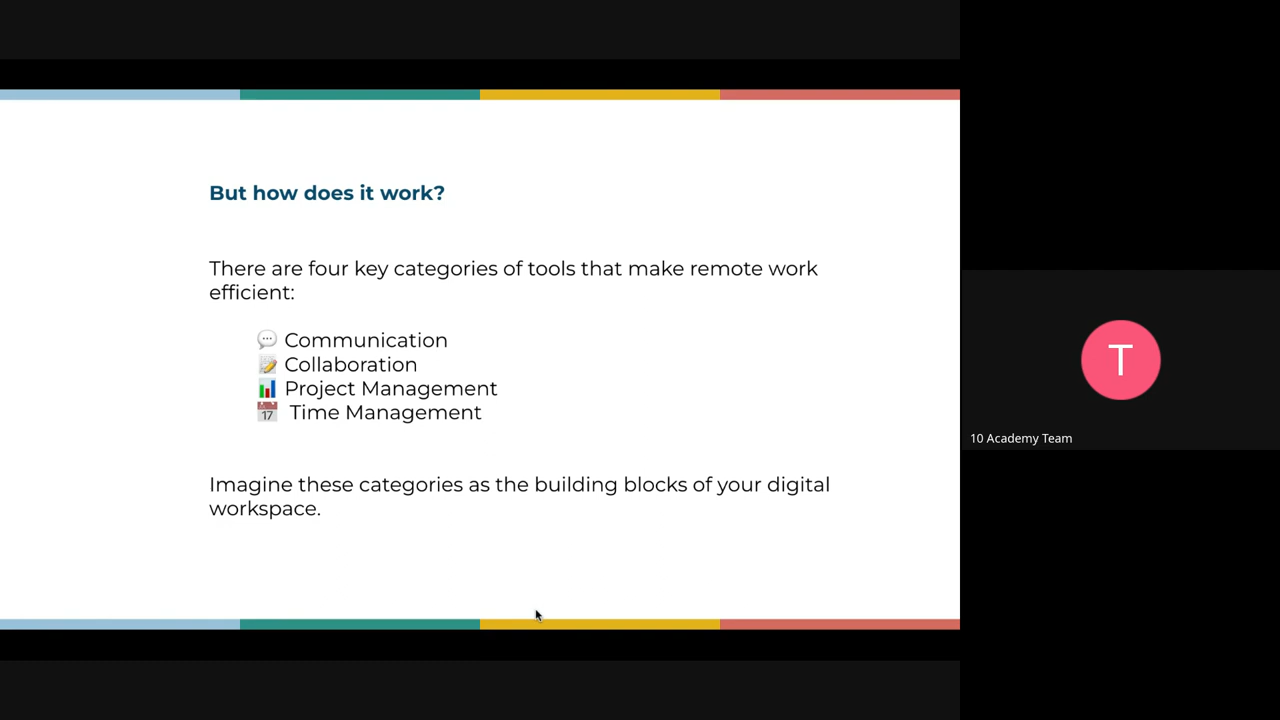 But how does it work?
There are four key categories of tools that make remote work
efficient:
💬 Communication
📝 Collaboration
📊 Project Management
📅 Time Management
Imagine these categories as the building blocks of your digital
workspace.
T
10 Academy Team